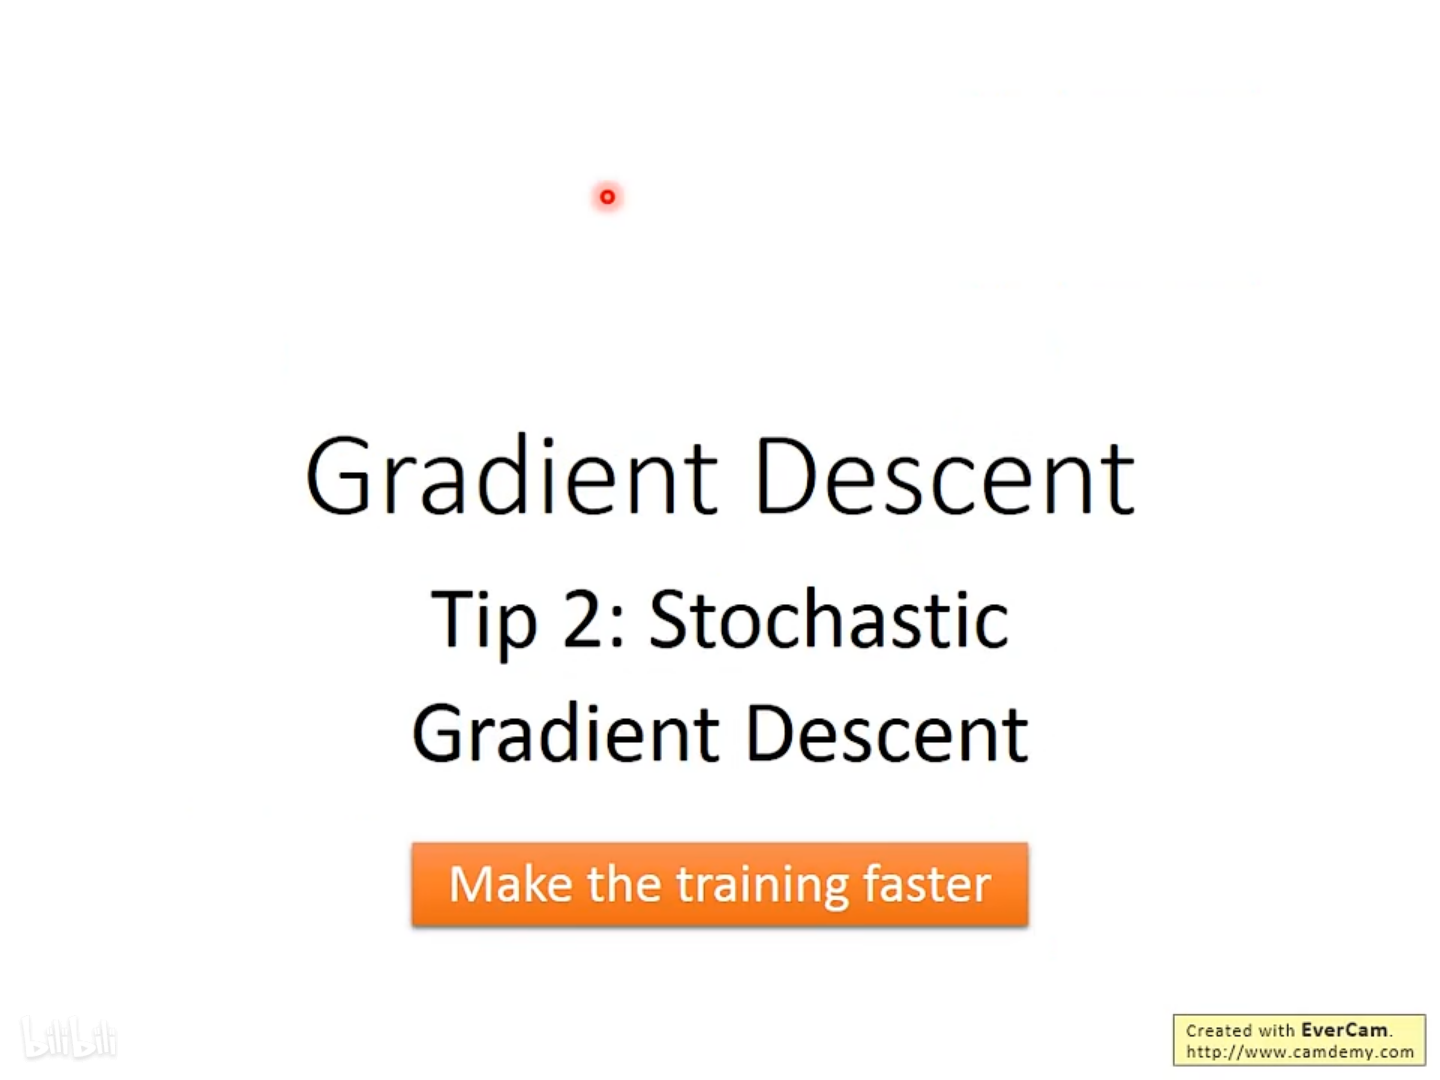 Gradient Descent
Tip 2: Stochastic
Gradient Descent
Make the training faster
bilibili
Created with EverCam.
http://www.camdemy.com